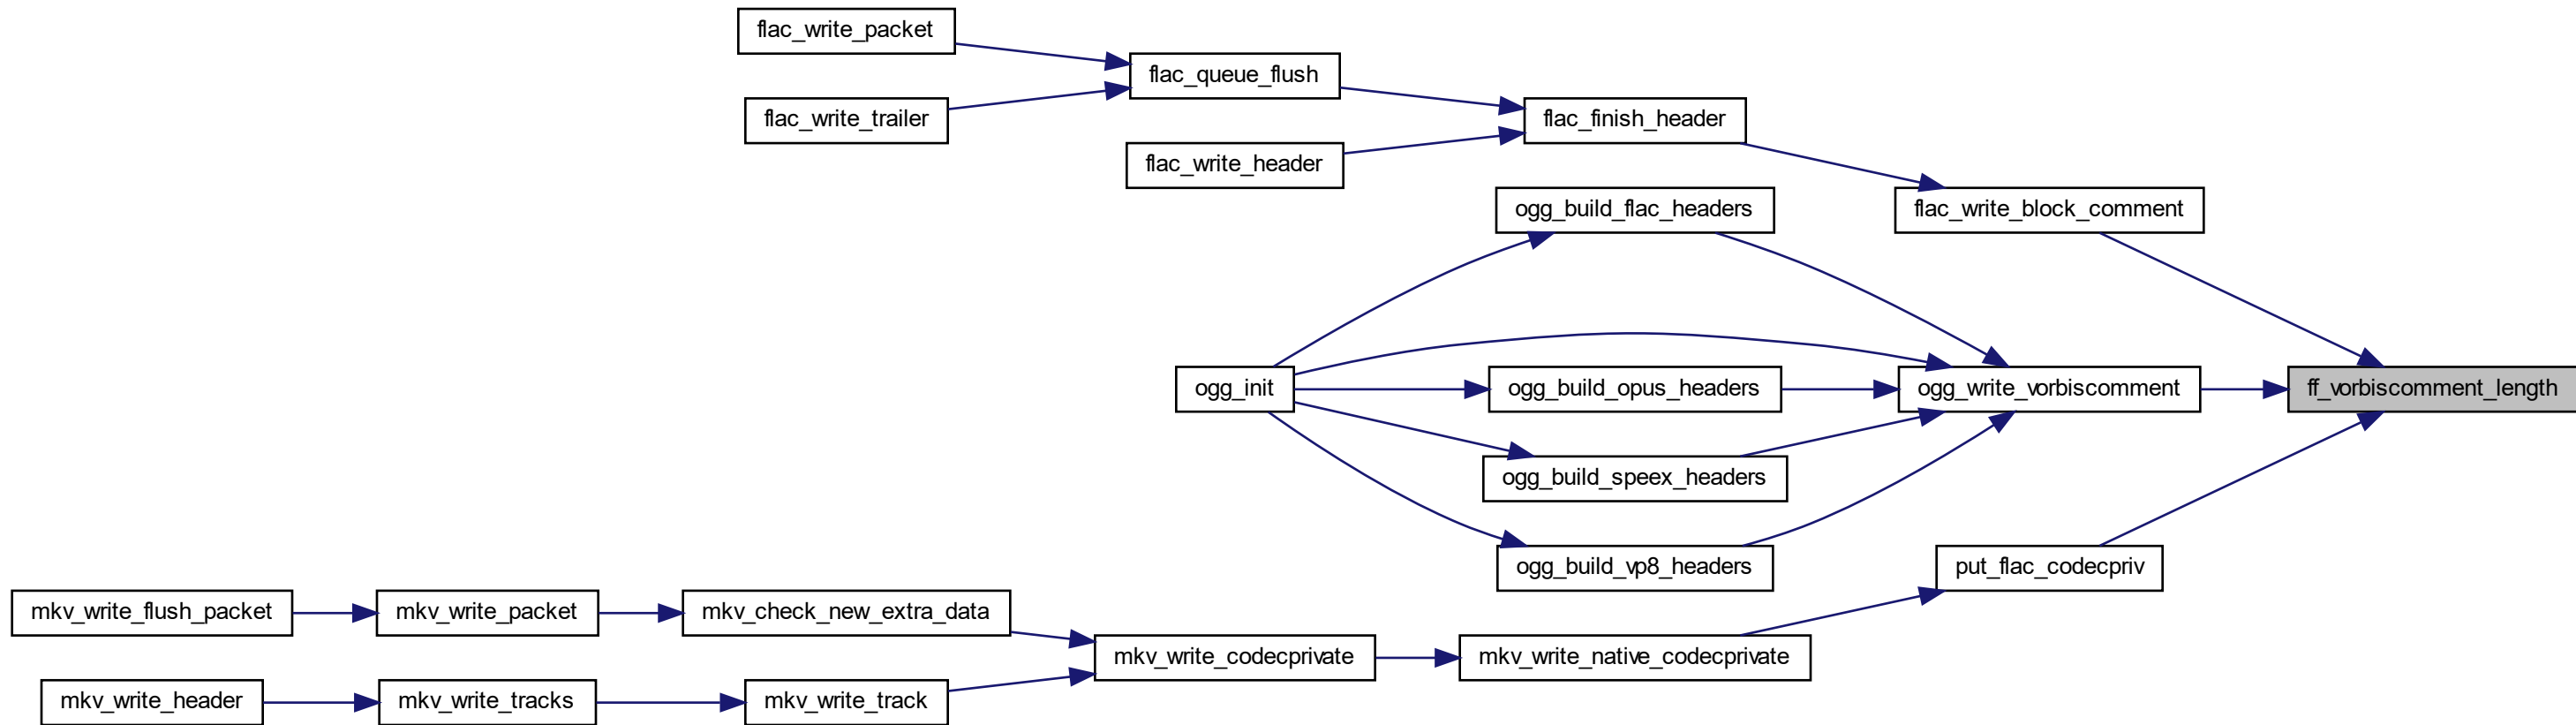 flac_write_packet
flac_queue_flush
flac_write_trailer
flac_finish_header
flac_write_header
ogg_build_flac_headers
flac_write_block_comment
ogg_init
ogg_build_opus_headers
ogg_write_vorbiscomment
ff_vorbiscomment_length
ogg_build_speex_headers
ogg_build_vp8_headers
put_flac_codecpriv
mkv_write_flush_packet
mkv_write_packet
mkv_check_new_extra_data
mkv_write_codecprivate
mkv_write_native_codecprivate
mkv_write_header
mkv_write_tracks
mkv_write_track